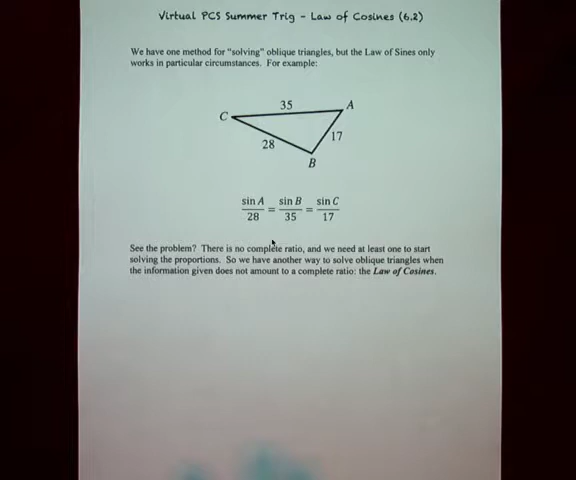 Virtual PCS Summer Trig - Law of Cosines (6.2)
We have one method for "solving" oblique triangles, but the Law of Sines only
works in particular circumstances. For example:
35
C
A
17
28
B
sin A / 28 = sin B / 35 = sin C / 17
See the problem? There is no complete ratio, and we need at least one to start
solving the proportions. So we have another way to solve oblique triangles when
the information given does not amount to a complete ratio: the Law of Cosines.